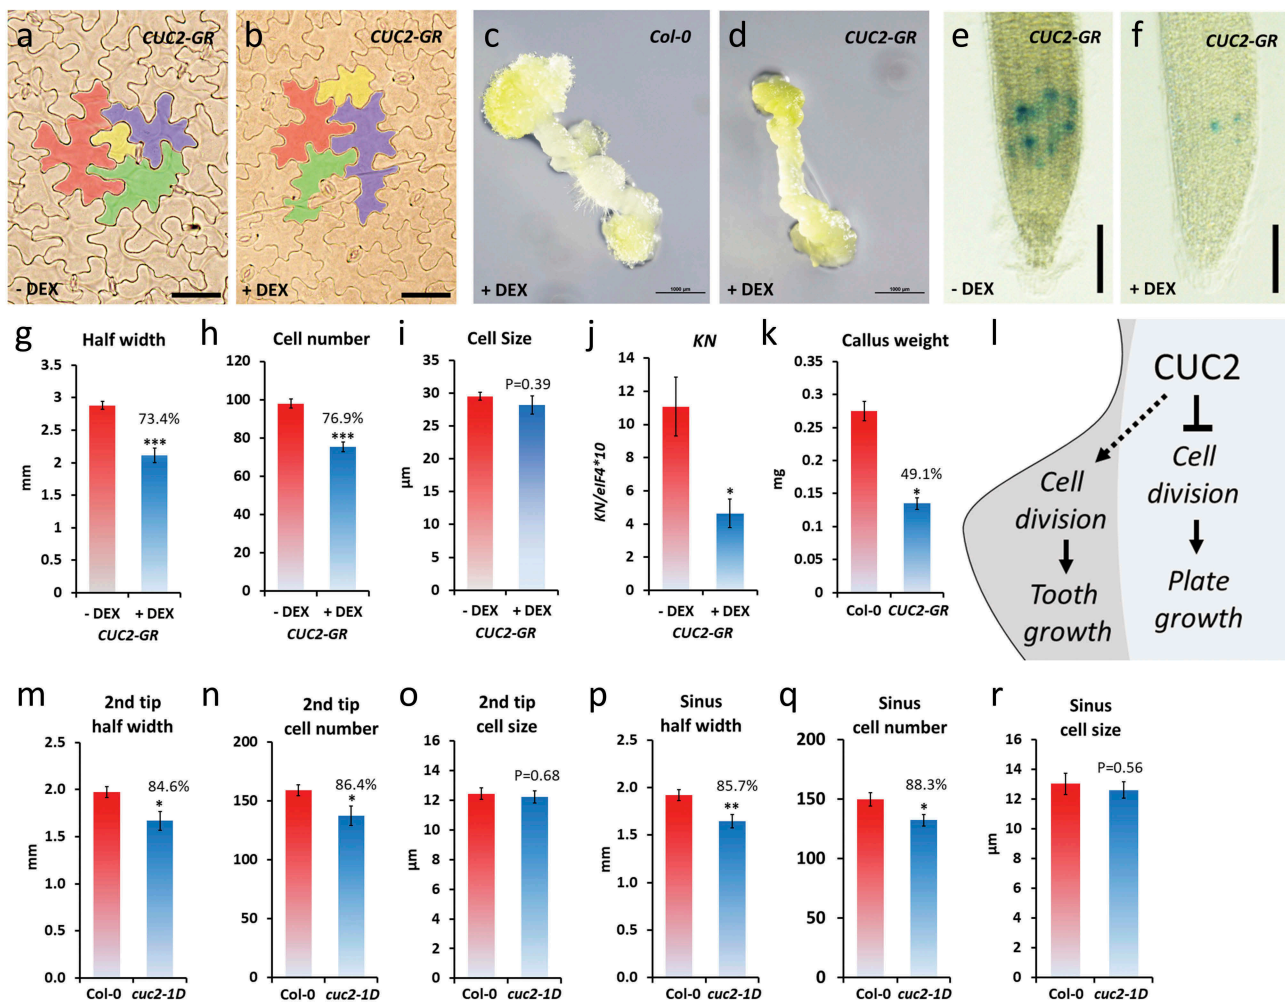 a
CUC2-GR
- DEX
b
CUC2-GR
+ DEX
c
Col-0
+ DEX
1000 µm
d
CUC2-GR
+ DEX
1000 µm
e
CUC2-GR
- DEX
f
CUC2-GR
+ DEX
g
Half width
3.5
3
2.5
2
1.5
1
0.5
0
mm
73.4%
***
- DEX + DEX
CUC2-GR
h
Cell number
120
100
80
60
40
20
0
76.9%
***
- DEX + DEX
CUC2-GR
i
Cell Size
35
30
25
20
15
10
5
0
µm
P=0.39
- DEX + DEX
CUC2-GR
j
KN
14
12
10
8
6
4
2
0
KN/eIF4*10
*
- DEX + DEX
CUC2-GR
k
Callus weight
0.35
0.3
0.25
0.2
0.15
0.1
0.05
0
mg
49.1%
*
Col-0 CUC2-GR
l
CUC2
Cell
division
Tooth
growth
Cell
division
Plate
growth
m
2nd tip
half width
2.5
2.0
1.5
1.0
0.5
0.0
mm
84.6%
*
Col-0 cuc2-1D
n
2nd tip
cell number
200
150
100
50
0
86.4%
*
Col-0 cuc2-1D
o
2nd tip
cell size
16
14
12
10
8
6
4
2
0
µm
P=0.68
Col-0 cuc2-1D
p
Sinus
half width
2.5
2.0
1.5
1.0
0.5
0.0
mm
85.7%
**
Col-0 cuc2-1D
q
Sinus
cell number
200
150
100
50
0
88.3%
*
Col-0 cuc2-1D
r
Sinus
cell size
16
14
12
10
8
6
4
2
0
µm
P=0.56
Col-0 cuc2-1D